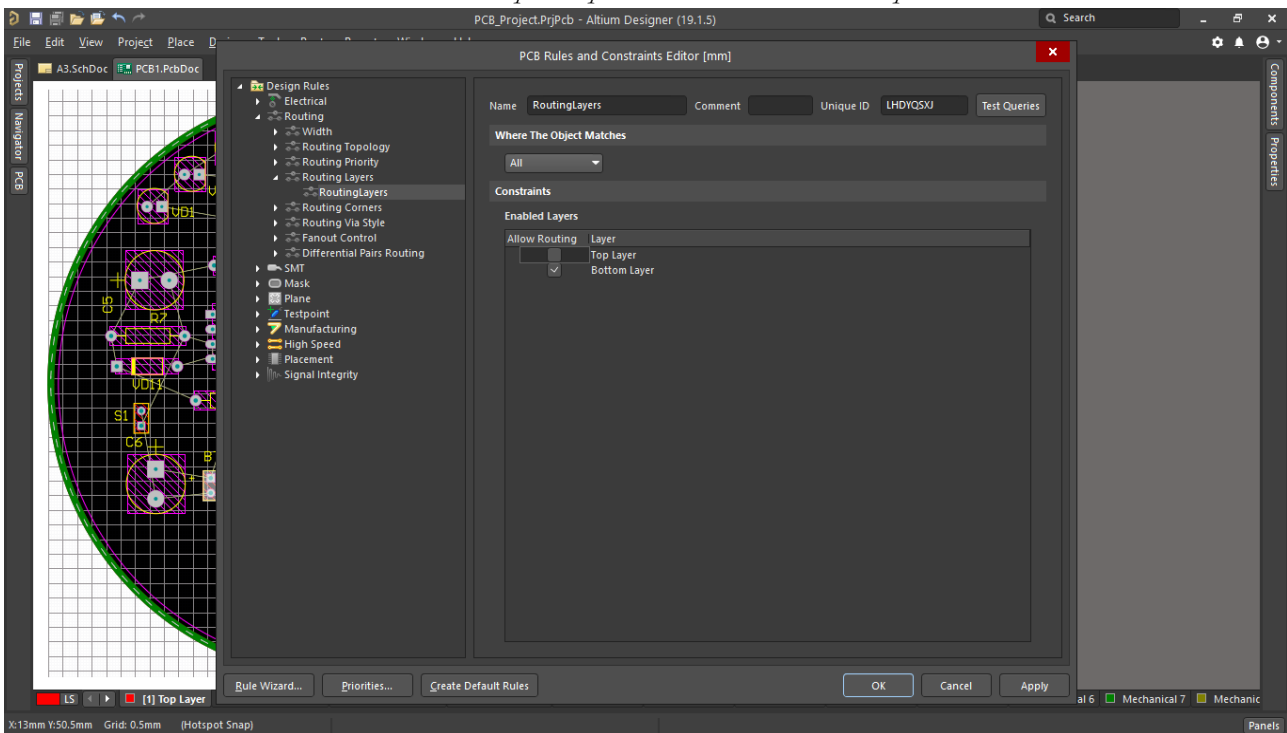 PCB_Project.PrjPcb - Altium Designer (19.1.5)
Search
File Edit View Project Place
A3.SchDoc PCB1.PcbDoc
PCB Rules and Constraints Editor [mm]
Projects
Navigator
PCB
Components
Properties
Design Rules
Electrical
Routing
Width
Routing Topology
Routing Priority
Routing Layers
RoutingLayers
Routing Corners
Routing Via Style
Fanout Control
Differential Pairs Routing
SMT
Mask
Plane
Testpoint
Manufacturing
High Speed
Placement
Signal Integrity
Name RoutingLayers Comment Unique ID LHDYQSXJ Test Queries
Where The Object Matches
All
Constraints
Enabled Layers
Allow Routing Layer
Top Layer
Bottom Layer
VD1
C5
R7
VD11
S1
C6
B
Rule Wizard... Priorities... Create Default Rules OK Cancel Apply
LS [1] Top Layer al 6 Mechanical 7 Mechanic
X:13mm Y:50.5mm Grid: 0.5mm (Hotspot Snap) Panels